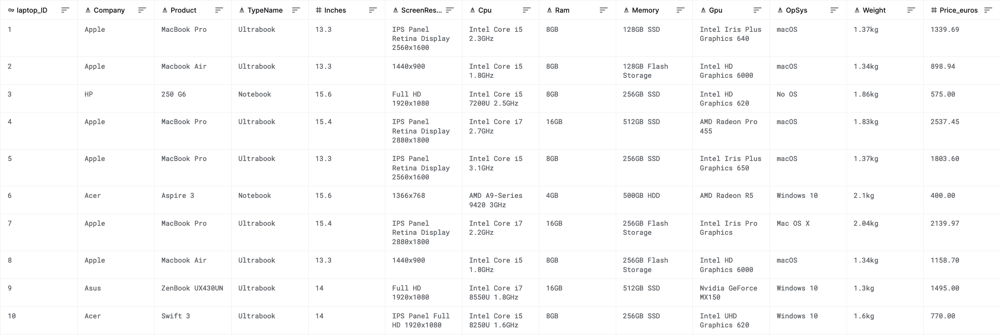 laptop_ID Company Product TypeName Inches ScreenRes... Cpu Ram Memory Gpu OpSys Weight Price_euros
1 Apple MacBook Pro Ultrabook 13.3 IPS Panel Intel Core i5 8GB 128GB SSD Intel Iris Plus macOS 1.37kg 1339.69
Retina Display 2.3GHz Graphics 640
2560x1600
2 Apple Macbook Air Ultrabook 13.3 1440x900 Intel Core i5 8GB 128GB Flash Intel HD macOS 1.34kg 898.94
1.8GHz Storage Graphics 6000
3 HP 250 G6 Notebook 15.6 Full HD Intel Core i5 8GB 256GB SSD Intel HD No OS 1.86kg 575.00
1920x1080 7200U 2.5GHz Graphics 620
4 Apple MacBook Pro Ultrabook 15.4 IPS Panel Intel Core i7 16GB 512GB SSD AMD Radeon Pro macOS 1.83kg 2537.45
Retina Display 2.7GHz 455
2880x1800
5 Apple MacBook Pro Ultrabook 13.3 IPS Panel Intel Core i5 8GB 256GB SSD Intel Iris Plus macOS 1.37kg 1803.60
Retina Display 3.1GHz Graphics 650
2560x1600
6 Acer Aspire 3 Notebook 15.6 1366x768 AMD A9-Series 4GB 500GB HDD AMD Radeon R5 Windows 10 2.1kg 400.00
9420 3GHz
7 Apple MacBook Pro Ultrabook 15.4 IPS Panel Intel Core i7 16GB 256GB Flash Intel Iris Pro Mac OS X 2.04kg 2139.97
Retina Display 2.2GHz Storage Graphics
2880x1800
8 Apple Macbook Air Ultrabook 13.3 1440x900 Intel Core i5 8GB 256GB Flash Intel HD macOS 1.34kg 1158.70
1.8GHz Storage Graphics 6000
9 Asus ZenBook UX430UN Ultrabook 14 Full HD Intel Core i7 16GB 512GB SSD Nvidia GeForce Windows 10 1.3kg 1495.00
1920x1080 8550U 1.8GHz MX150
10 Acer Swift 3 Ultrabook 14 IPS Panel Full Intel Core i5 8GB 256GB SSD Intel UHD Windows 10 1.6kg 770.00
HD 1920x1080 8250U 1.6GHz Graphics 620